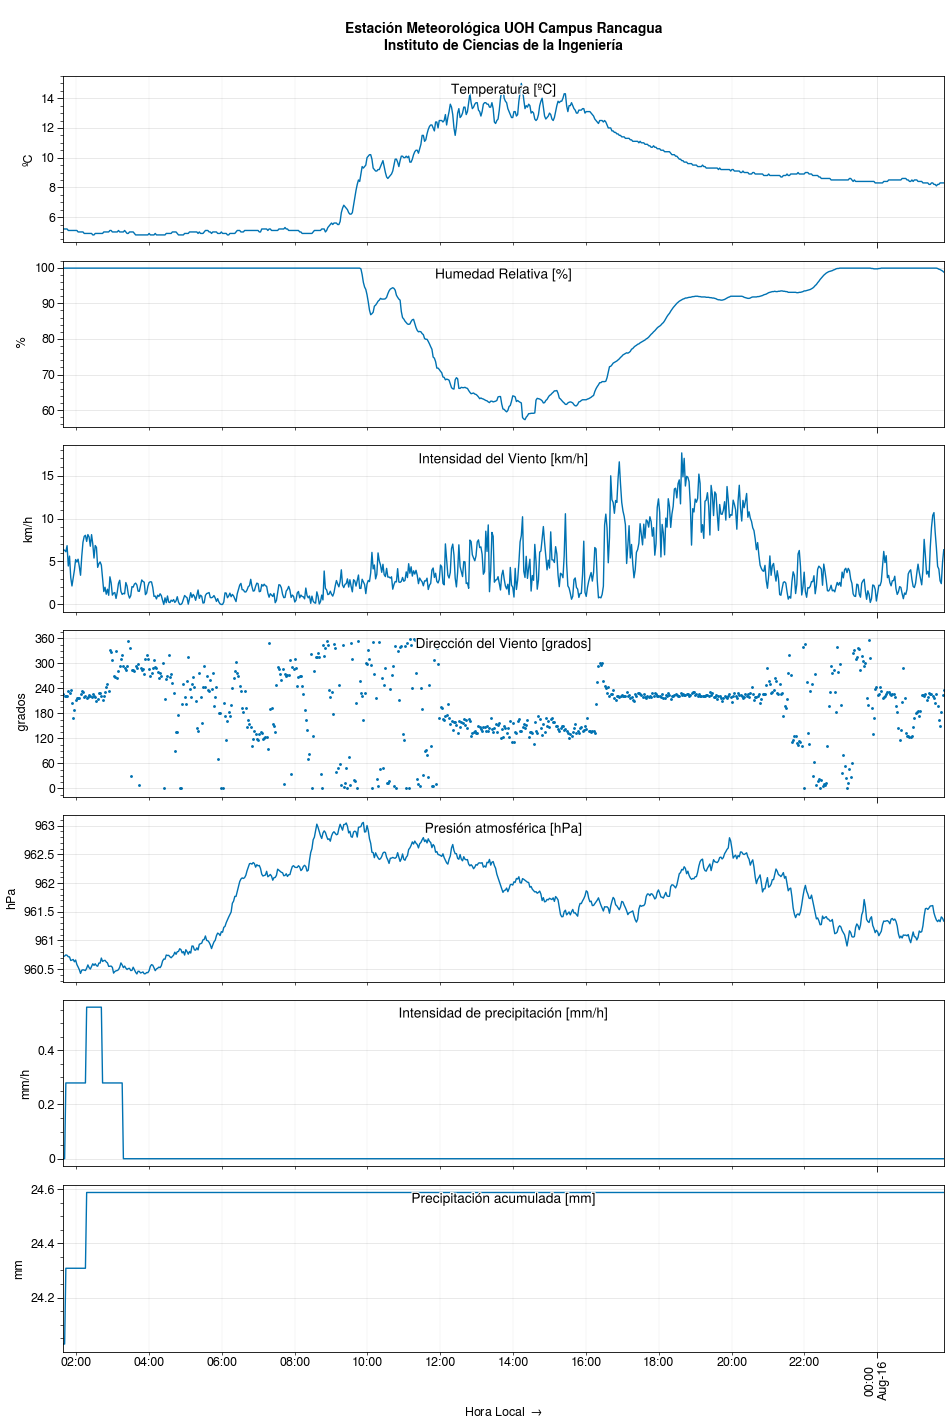 Estación Meteorológica UOH Campus Rancagua
Instituto de Ciencias de la Ingeniería
Temperatura [ºC]
14
12
10
8
6
ºC
Humedad Relativa [%]
100
90
80
70
60
%
Intensidad del Viento [km/h]
15
10
5
0
km/h
Dirección del Viento [grados]
360
300
240
180
120
60
0
grados
Presión atmosférica [hPa]
963
962.5
962
961.5
961
960.5
hPa
Intensidad de precipitación [mm/h]
0.4
0.2
0
mm/h
Precipitación acumulada [mm]
24.6
24.4
24.2
mm
02:00 04:00 06:00 08:00 10:00 12:00 14:00 16:00 18:00 20:00 22:00
00:00
Aug-16
Hora Local →